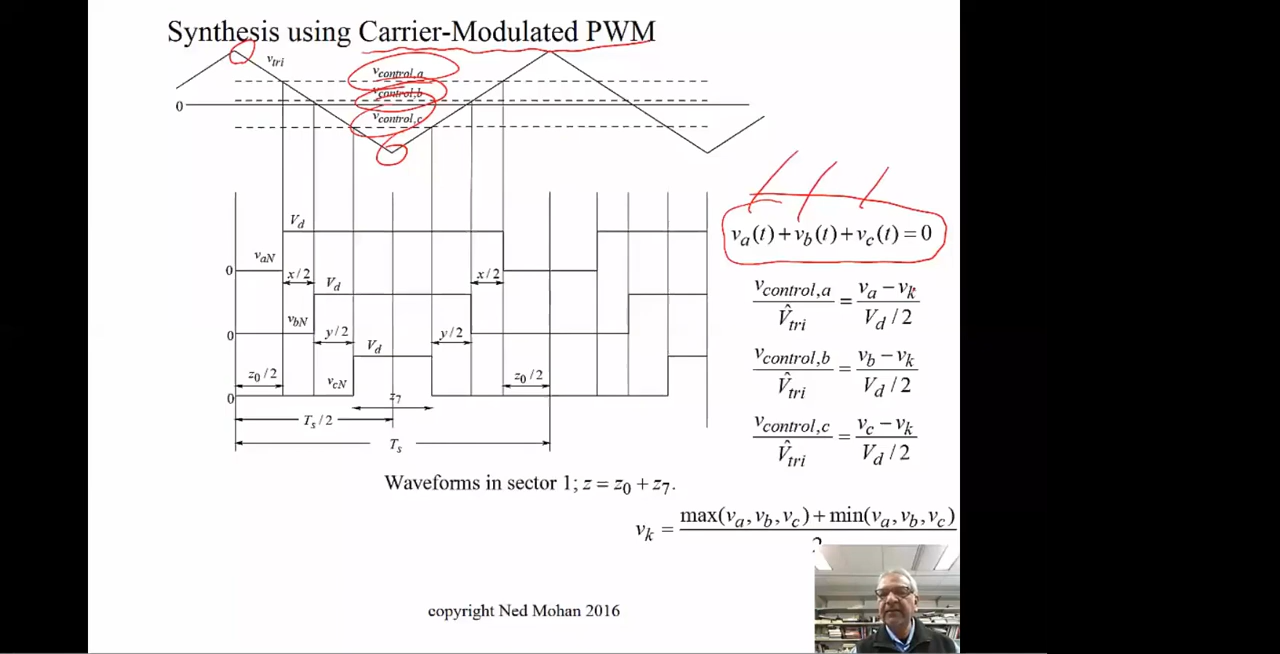 Synthesis using Carrier-Modulated PWM
v_tri
v_control,a
v_control,b
0
v_control,c
V_d
v_aN
0
x/2
x/2
V_d
v_bN
0
y/2
y/2
V_d
z_0/2
z_0/2
v_cN
0
z_7
T_s/2
T_s
v_a(t)+v_b(t)+v_c(t)=0
v_control,a / V̂_tri = (v_a − v_k) / (V_d/2)
v_control,b / V̂_tri = (v_b − v_k) / (V_d/2)
v_control,c / V̂_tri = (v_c − v_k) / (V_d/2)
Waveforms in sector 1; z = z_0 + z_7.
v_k = (max(v_a, v_b, v_c) + min(v_a, v_b, v_c)) / 2
copyright Ned Mohan 2016